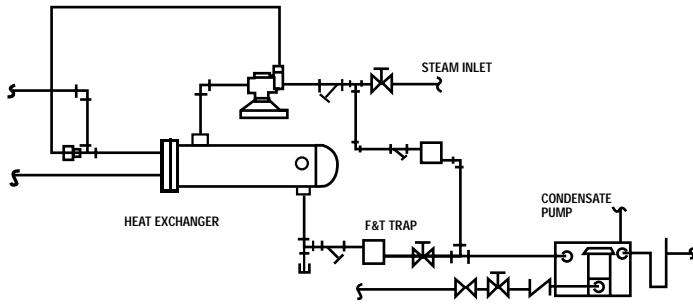 STEAM INLET
CONDENSATE
PUMP
HEAT EXCHANGER
F&T TRAP